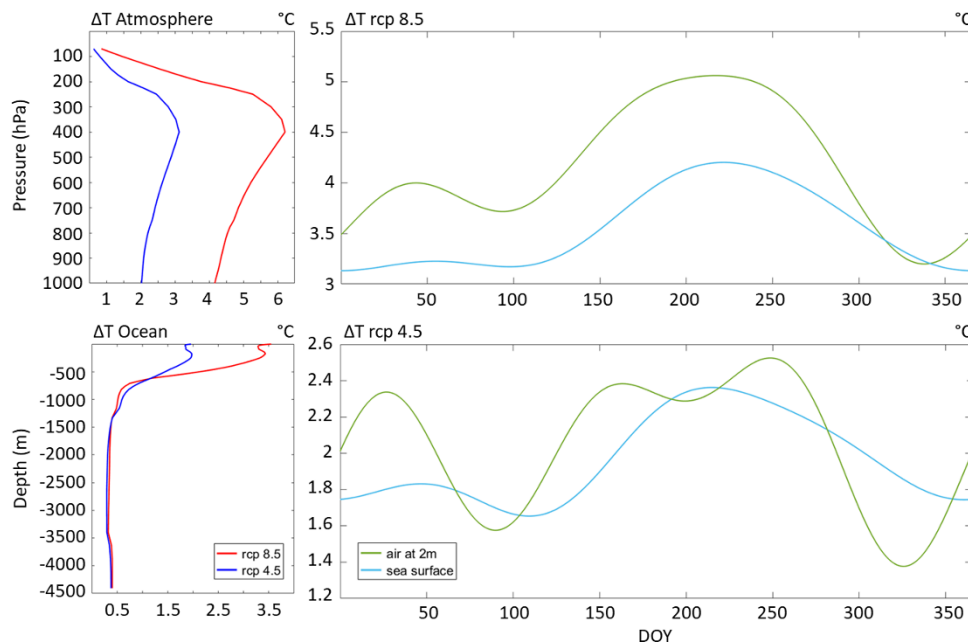 ΔT Atmosphere °C
Pressure (hPa)
100
200
300
400
500
600
700
800
900
1000
1 2 3 4 5 6
ΔT rcp 8.5 °C
5.5
5
4.5
4
3.5
3
50 100 150 200 250 300 350
ΔT Ocean °C
Depth (m)
-500
-1000
-1500
-2000
-2500
-3000
-3500
-4000
-4500
0.5 1.5 2.5 3.5
rcp 8.5
rcp 4.5
ΔT rcp 4.5 °C
2.6
2.4
2.2
2
1.8
1.6
1.4
1.2
50 100 150 200 250 300 350
air at 2m
sea surface
DOY